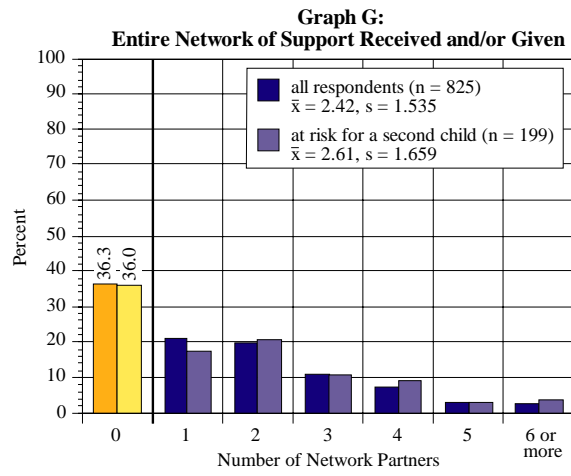 Graph G:
Entire Network of Support Received and/or Given
100
90
80
70
60
50
40
30
20
10
0
Percent
all respondents (n = 825)
x̄ = 2.42, s = 1.535
at risk for a second child (n = 199)
x̄ = 2.61, s = 1.659
36.3
36.0
0 1 2 3 4 5 6 or
more
Number of Network Partners